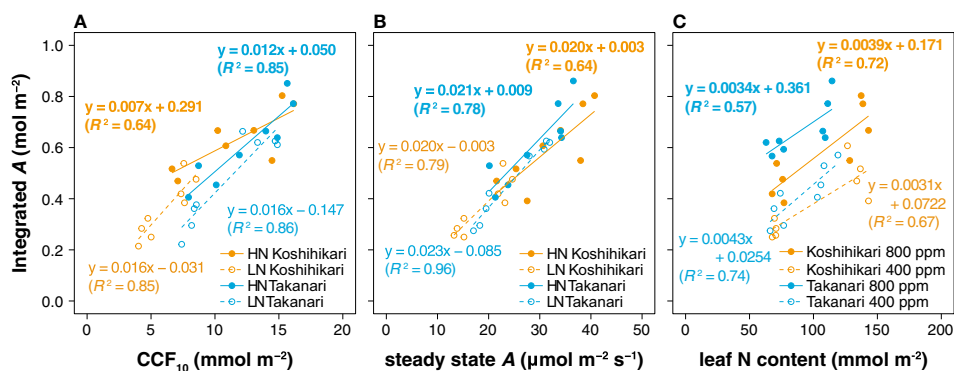 A
B
C
Integrated A (mol m⁻²)
1.0
0.8
0.6
0.4
0.2
0.0
y = 0.012x + 0.050
(R² = 0.85)
y = 0.007x + 0.291
(R² = 0.64)
y = 0.016x − 0.147
(R² = 0.86)
y = 0.016x − 0.031
(R² = 0.85)
HN Koshihikari
LN Koshihikari
HN Takanari
LN Takanari
0 5 10 15 20
CCF₁₀ (mmol m⁻²)
y = 0.020x + 0.003
(R² = 0.64)
y = 0.021x + 0.009
(R² = 0.78)
y = 0.020x − 0.003
(R² = 0.79)
y = 0.023x − 0.085
(R² = 0.96)
HN Koshihikari
LN Koshihikari
HN Takanari
LN Takanari
0 10 20 30 40 50
steady state A (μmol m⁻² s⁻¹)
y = 0.0039x + 0.171
(R² = 0.72)
y = 0.0034x + 0.361
(R² = 0.57)
y = 0.0031x
+ 0.0722
(R² = 0.67)
y = 0.0043x
+ 0.0254
(R² = 0.74)
Koshihikari 800 ppm
Koshihikari 400 ppm
Takanari 800 ppm
Takanari 400 ppm
0 50 100 150 200
leaf N content (mmol m⁻²)